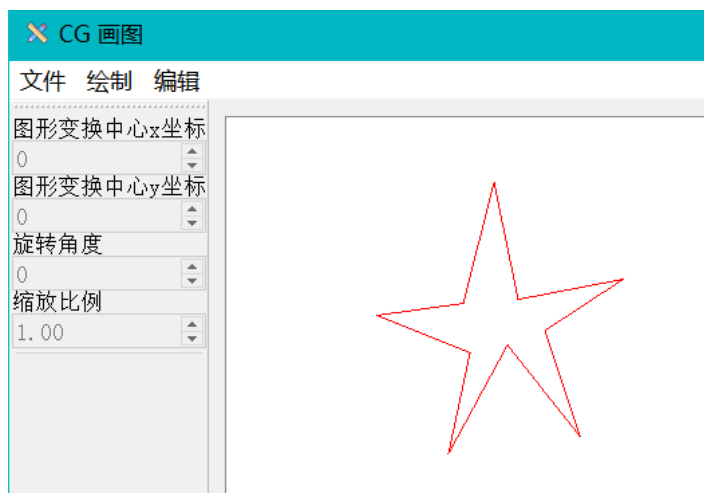 CG 画图
文件 绘制 编辑
图形变换中心x坐标
0
图形变换中心y坐标
0
旋转角度
0
缩放比例
1.00